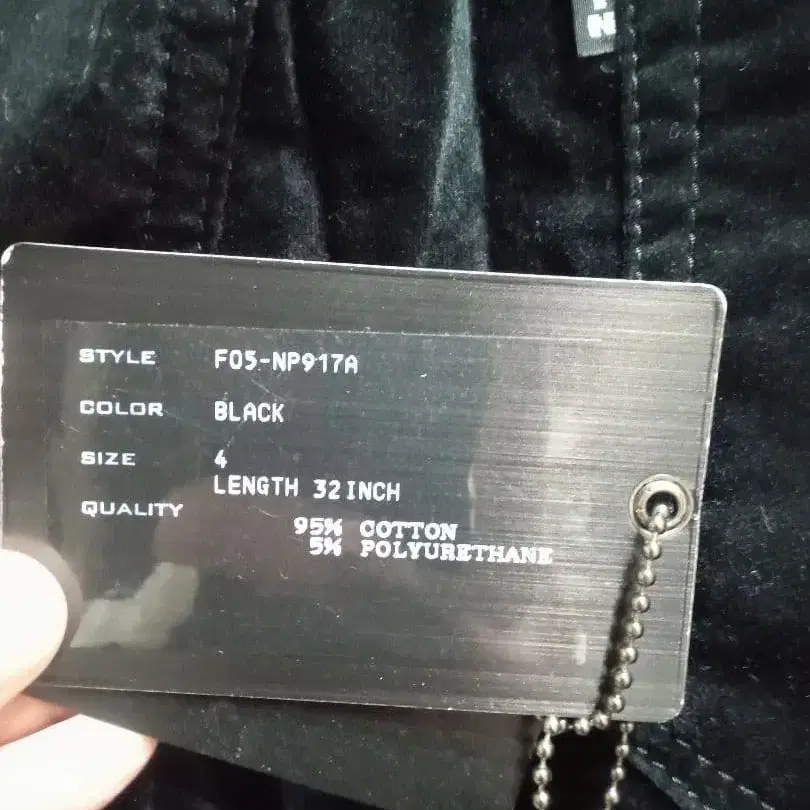 N
STYLE F05-NP917A
COLOR BLACK
SIZE 4
LENGTH 32INCH
QUALITY
95% COTTON
5% POLYURETHANE